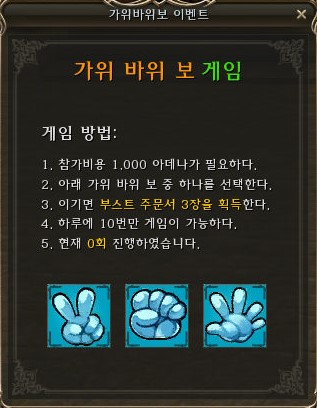 가위바위보 이벤트
가위 바위 보 게임
게임 방법:
1. 참가비용 1,000 아데나가 필요하다.
2. 아래 가위 바위 보 중 하나를 선택한다.
3. 이기면 부스트 주문서 3장을 획득한다.
4. 하루에 10번만 게임이 가능하다.
5. 현재 0회 진행하였습니다.